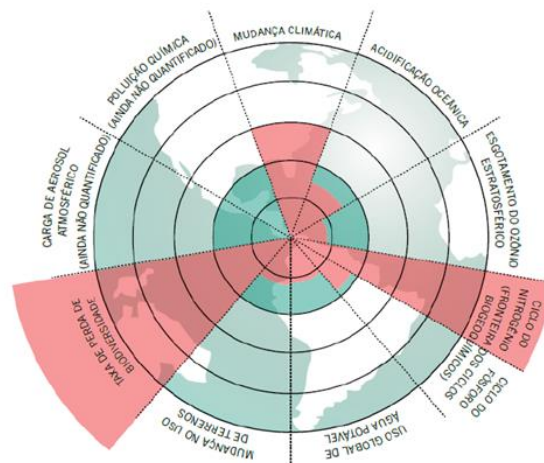 MUDANÇA CLIMÁTICA
ACIDIFICAÇÃO OCEÂNICA
ESGOTAMENTO DO OZÔNIO
ESTRATOSFÉRICO
CICLO DO
NITROGÊNIO
(FRONTEIRA
BIOGEOQUÍMICOS)
DOS CICLOS
CICLO DO
FÓSFORO
USO GLOBAL DE
ÁGUA POTÁVEL
MUDANÇA NO USO
DE TERRENOS
TAXA DE PERDA DE
BIODIVERSIDADE
CARGA DE AEROSOL
ATMOSFÉRICO
(AINDA NÃO QUANTIFICADO)
POLUIÇÃO QUÍMICA
(AINDA NÃO QUANTIFICADO)